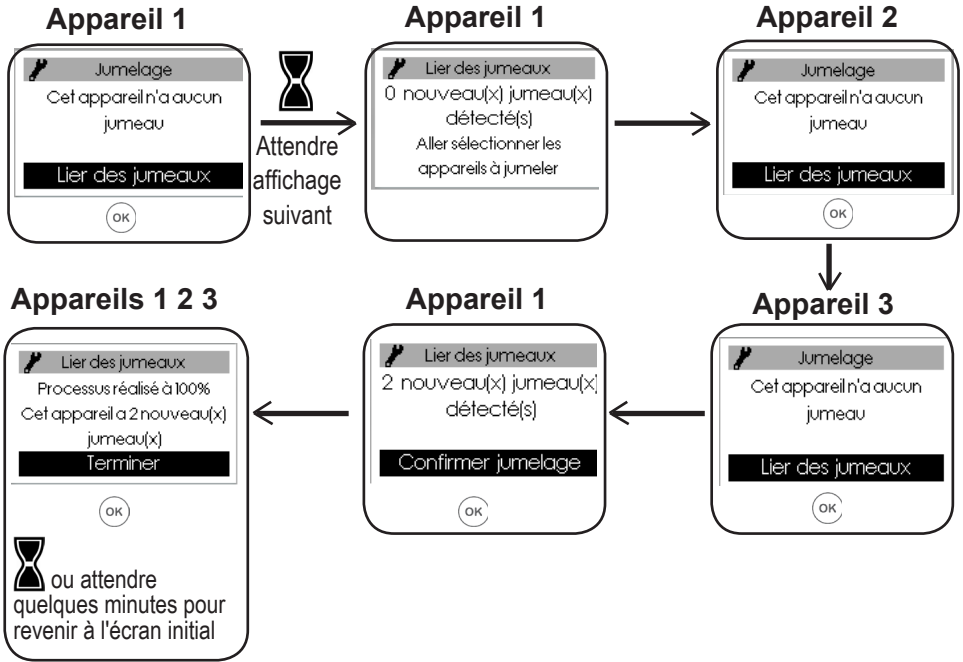 Appareil 1
Jumelage
Cet appareil n'a aucun
jumeau
Lier des jumeaux
OK
Attendre
affichage
suivant
Appareil 1
Lier des jumeaux
0 nouveau(x) jumeau(x)
détecté(s)
Aller sélectionner les
appareils à jumeler
Appareil 2
Jumelage
Cet appareil n'a aucun
jumeau
Lier des jumeaux
OK
Appareil 3
Jumelage
Cet appareil n'a aucun
jumeau
Lier des jumeaux
OK
Appareil 1
Lier des jumeaux
2 nouveau(x) jumeau(x)
détecté(s)
Confirmer jumelage
OK
Appareils 1 2 3
Lier des jumeaux
Processus réalisé à 100%
Cet appareil a 2 nouveau(x)
jumeau(x)
Terminer
OK
ou attendre
quelques minutes pour
revenir à l'écran initial